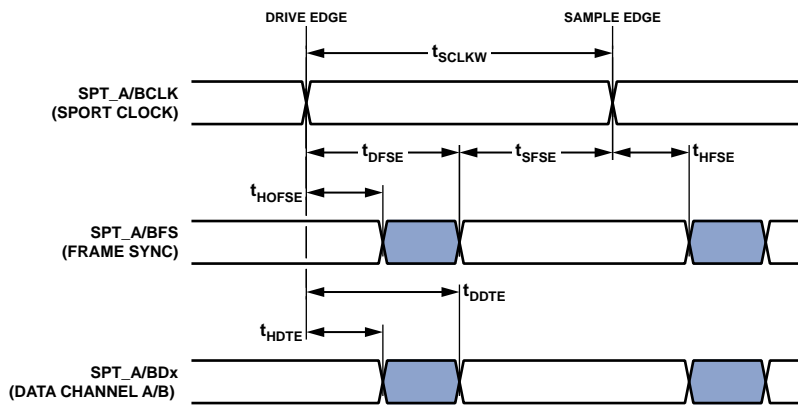 DRIVE EDGE
SAMPLE EDGE
tSCLKW
SPT_A/BCLK
(SPORT CLOCK)
tDFSE
tSFSE
tHFSE
tHOFSE
SPT_A/BFS
(FRAME SYNC)
tDDTE
tHDTE
SPT_A/BDx
(DATA CHANNEL A/B)